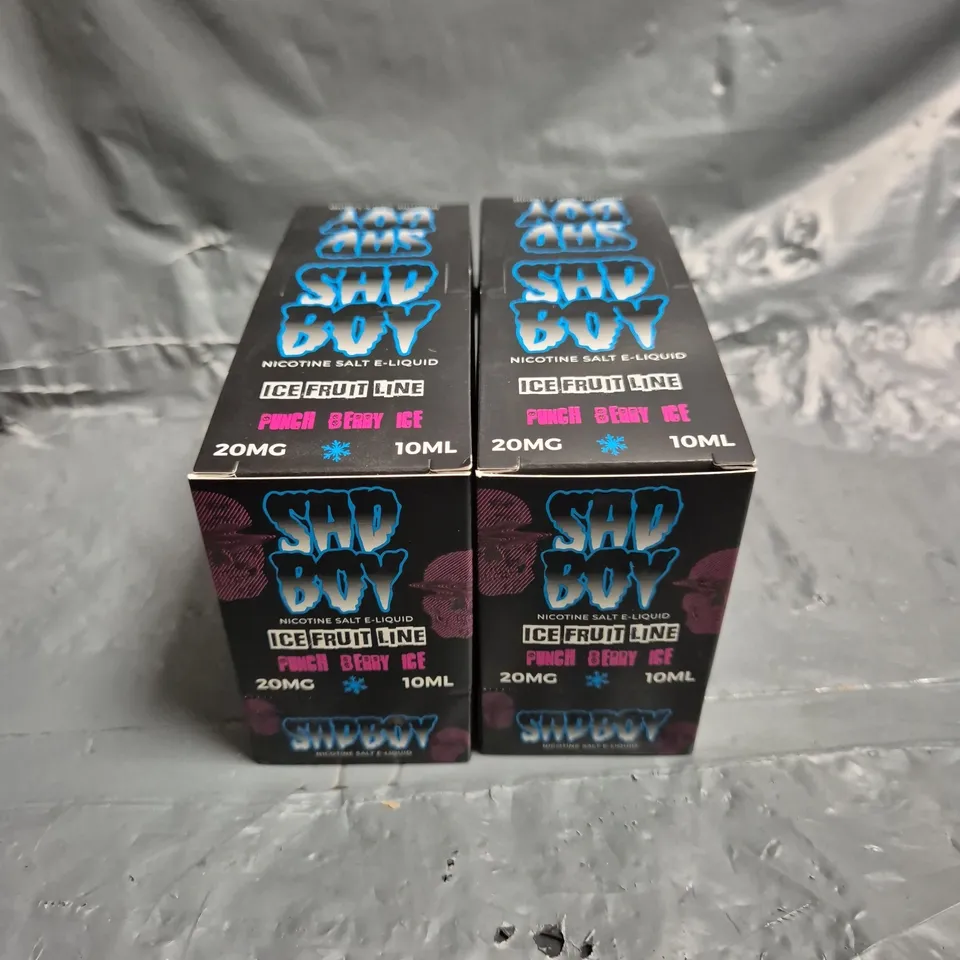 SAD
BOY
SAD
BOY
NICOTINE SALT E-LIQUID
ICE FRUIT LINE
PUNCH BERRY ICE
20MG 10ML
SAD
BOY
NICOTINE SALT E-LIQUID
ICE FRUIT LINE
PUNCH BERRY ICE
20MG 10ML
SADBOY
NICOTINE SALT E-LIQUID
SAD
BOY
SAD
BOY
NICOTINE SALT E-LIQUID
ICE FRUIT LINE
PUNCH BERRY ICE
20MG 10ML
SAD
BOY
NICOTINE SALT E-LIQUID
ICE FRUIT LINE
PUNCH BERRY ICE
20MG 10ML
SADBOY
NICOTINE SALT E-LIQUID